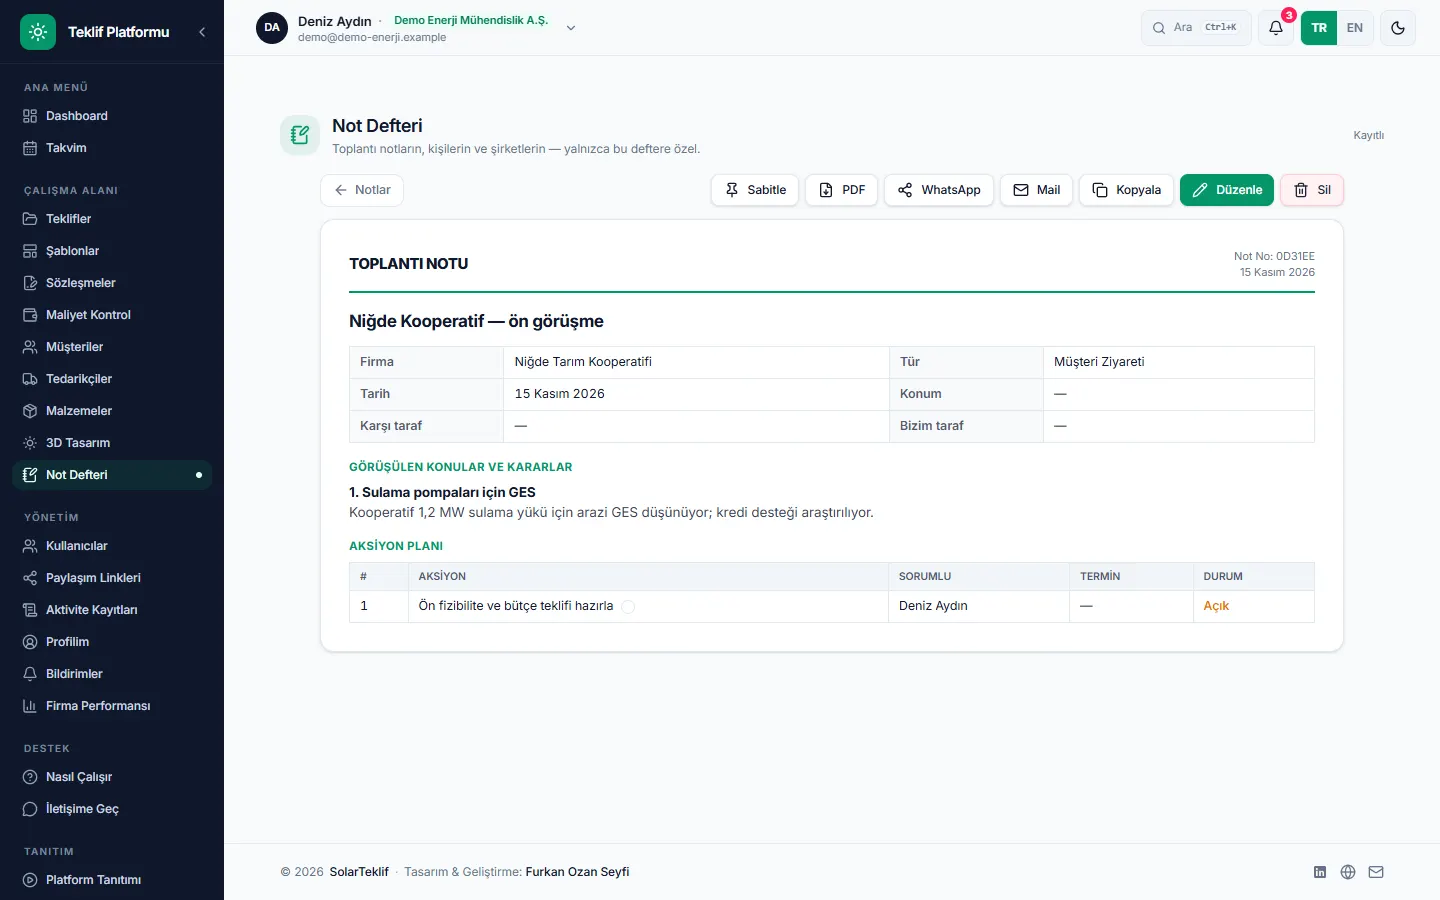 Teklif Platformu
ANA MENÜ
Dashboard
Takvim
ÇALIŞMA ALANI
Teklifler
Şablonlar
Sözleşmeler
Maliyet Kontrol
Müşteriler
Tedarikçiler
Malzemeler
3D Tasarım
Not Defteri
YÖNETİM
Kullanıcılar
Paylaşım Linkleri
Aktivite Kayıtları
Profilim
Bildirimler
Firma Performansı
DESTEK
Nasıl Çalışır
İletişime Geç
TANITIM
Platform Tanıtımı
DA Deniz Aydın · Demo Enerji Mühendislik A.Ş.
demo@demo-enerji.example
Ara Ctrl+K 3 TR EN
Not Defteri
Toplantı notların, kişilerin ve şirketlerin — yalnızca bu deftere özel.
Kayıtlı
Notlar Sabitle PDF WhatsApp Mail Kopyala Düzenle Sil
TOPLANTI NOTU
Not No: 0D31EE
15 Kasım 2026
Niğde Kooperatif — ön görüşme
Firma Niğde Tarım Kooperatifi Tür Müşteri Ziyareti
Tarih 15 Kasım 2026 Konum —
Karşı taraf — Bizim taraf —
GÖRÜŞÜLEN KONULAR VE KARARLAR
1. Sulama pompaları için GES
Kooperatif 1,2 MW sulama yükü için arazi GES düşünüyor; kredi desteği araştırılıyor.
AKSİYON PLANI
# AKSİYON SORUMLU TERMİN DURUM
1 Ön fizibilite ve bütçe teklifi hazırla Deniz Aydın — Açık
© 2026 SolarTeklif · Tasarım & Geliştirme: Furkan Ozan Seyfi